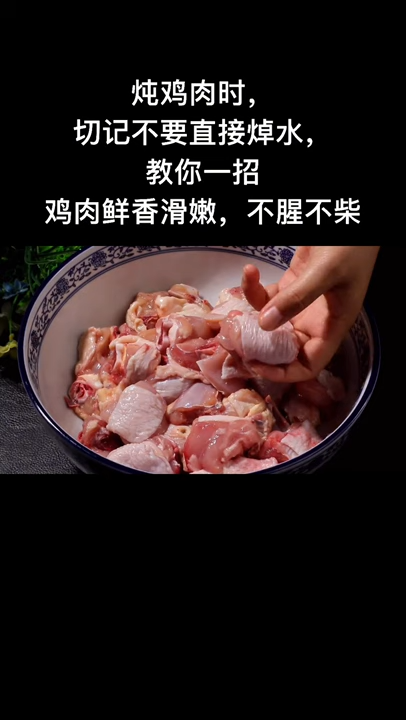 炖鸡肉时，
切记不要直接焯水，
教你一招
鸡肉鲜香滑嫩，不腥不柴